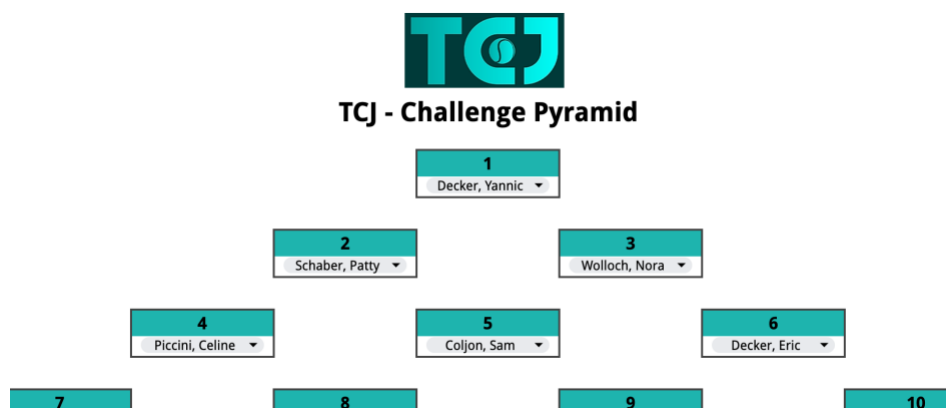 TCJ
TCJ - Challenge Pyramid
1
Decker, Yannic
2
3
Schaber, Patty
Wolloch, Nora
4
5
6
Piccini, Celine
Coljon, Sam
Decker, Eric
7
8
9
10